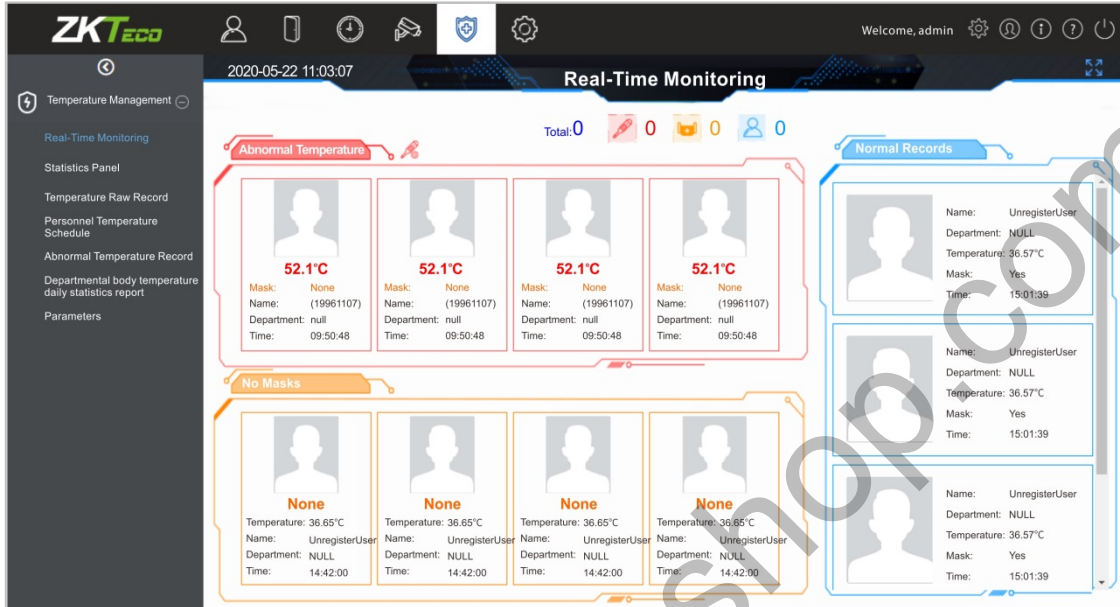 ZKTeco
Welcome, admin
Temperature Management
Real-Time Monitoring
Statistics Panel
Temperature Raw Record
Personnel Temperature
Schedule
Abnormal Temperature Record
Departmental body temperature
daily statistics report
Parameters
2020-05-22 11:03:07
Real-Time Monitoring
Total:0 0 0 0
Abnormal Temperature
52.1°C
Mask: None
Name: (19961107)
Department: null
Time: 09:50:48
52.1°C
Mask: None
Name: (19961107)
Department: null
Time: 09:50:48
52.1°C
Mask: None
Name: (19961107)
Department: null
Time: 09:50:48
52.1°C
Mask: None
Name: (19961107)
Department: null
Time: 09:50:48
No Masks
None
Temperature: 36.65°C
Name: UnregisterUser
Department: NULL
Time: 14:42:00
None
Temperature: 36.65°C
Name: UnregisterUser
Department: NULL
Time: 14:42:00
None
Temperature: 36.65°C
Name: UnregisterUser
Department: NULL
Time: 14:42:00
None
Temperature: 36.65°C
Name: UnregisterUser
Department: NULL
Time: 14:42:00
Normal Records
Name: UnregisterUser
Department: NULL
Temperature: 36.57°C
Mask: Yes
Time: 15:01:39
Name: UnregisterUser
Department: NULL
Temperature: 36.57°C
Mask: Yes
Time: 15:01:39
Name: UnregisterUser
Department: NULL
Temperature: 36.57°C
Mask: Yes
Time: 15:01:39
shop.com